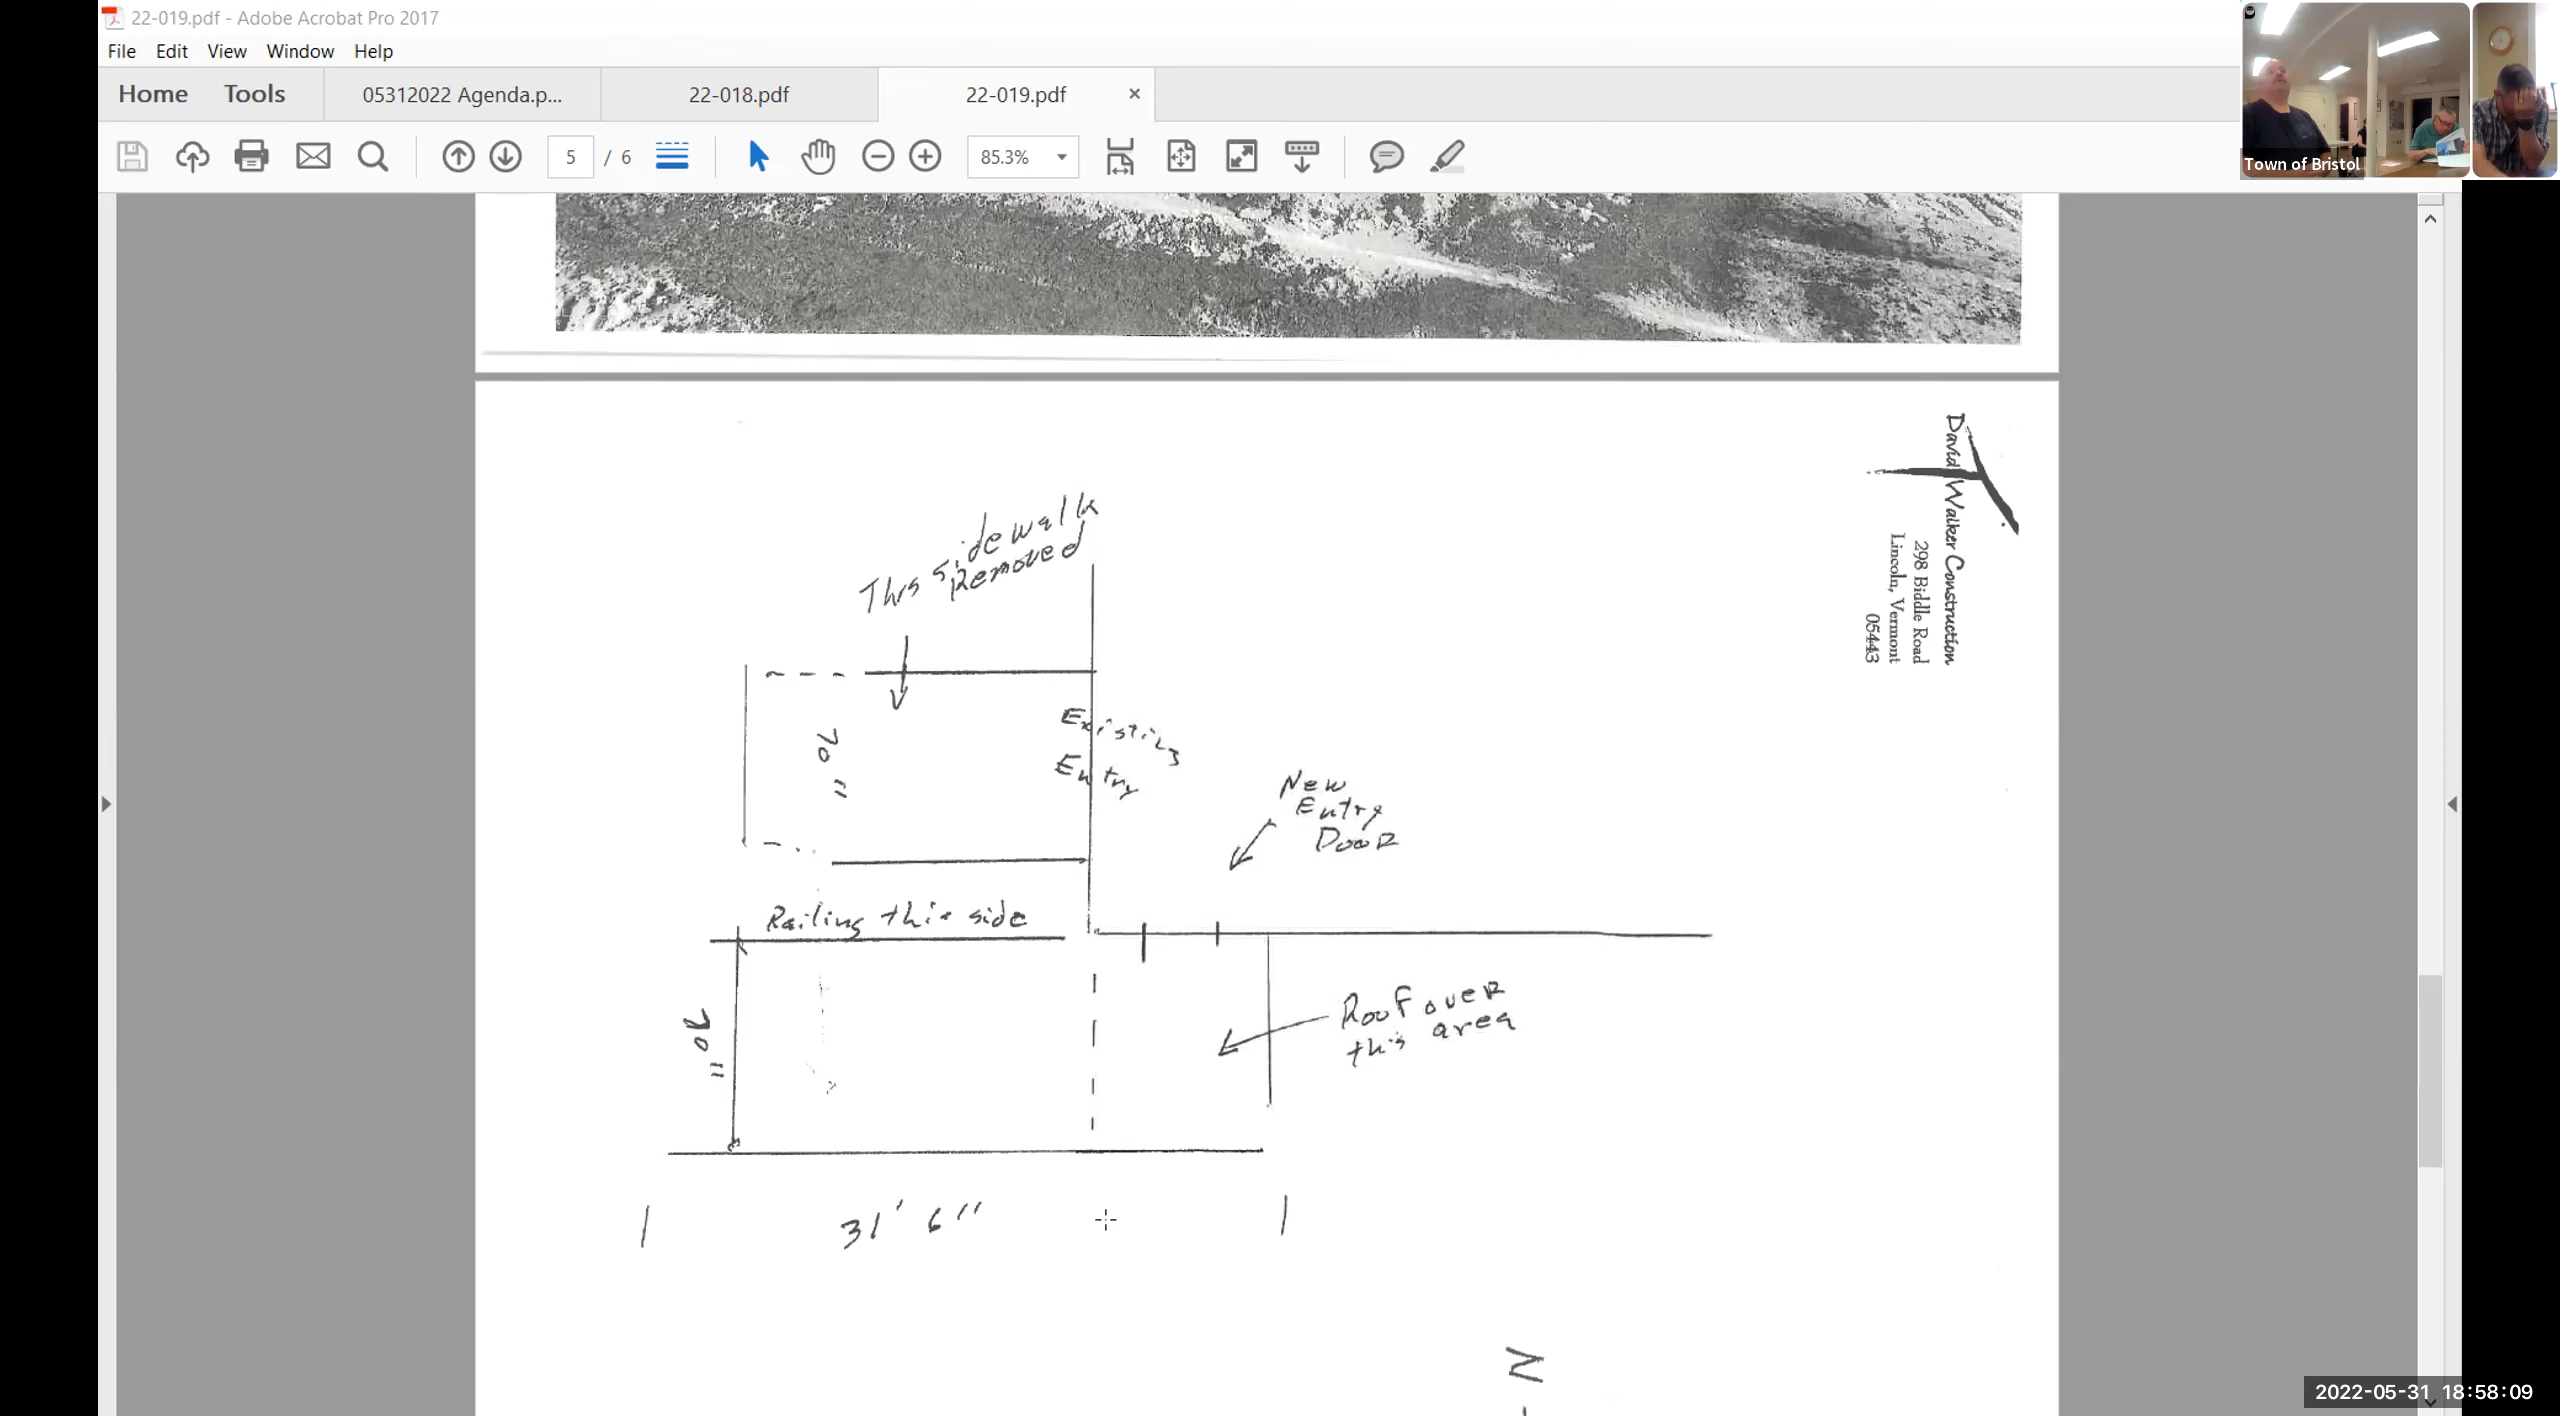 22-019.pdf - Adobe Acrobat Pro 2017
File Edit View Window Help
Home Tools 05312022 Agenda.p... 22-018.pdf 22-019.pdf ×
5 / 6 85.3%
Town of Bristol
David Walker Construction
298 Biddle Road
Lincoln, Vermont
05443
This sidewalk
Removed
70"
Existing
Entry
New
Entry
Door
Railing this side
Roof over
this area
31' 6"
N
2022-05-31 18:58:09